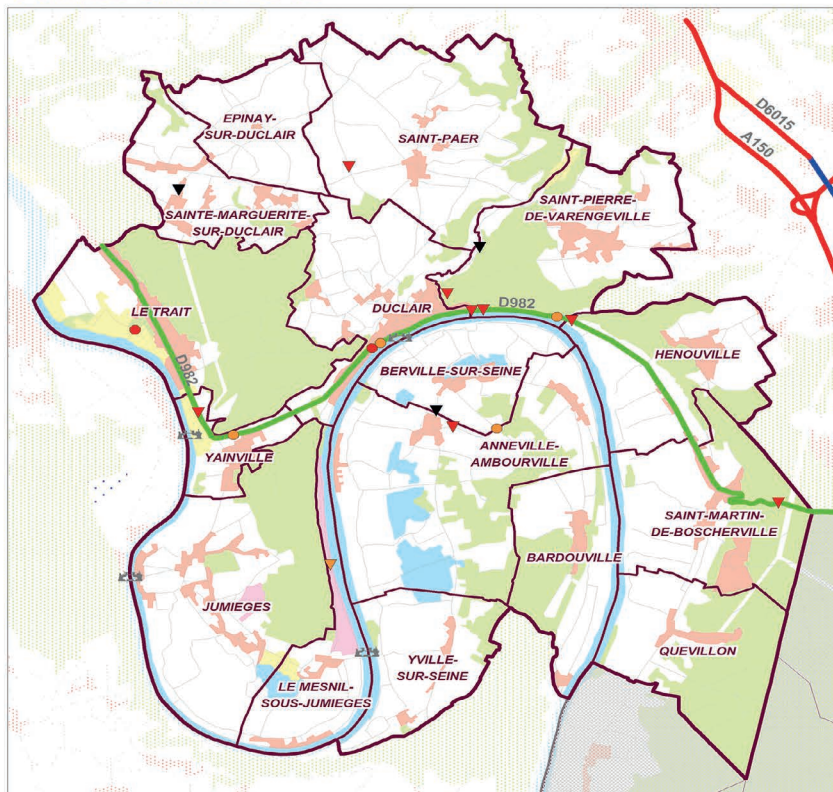 D6015
A150
EPINAY-
SUR-DUCLAIR
SAINT-PAER
SAINT-PIERRE-
DE-VARENGEVILLE
SAINTE-MARGUERITE-
SUR-DUCLAIR
LE TRAIT
DUCLAIR
D982
D982
HENOUVILLE
BERVILLE-SUR-SEINE
ANNEVILLE-
AMBOURVILLE
YAINVILLE
SAINT-MARTIN-
DE-BOSCHERVILLE
BARDOUVILLE
JUMIEGES
QUEVILLON
YVILLE-
SUR-SEINE
LE MESNIL-
SOUS-JUMIEGES